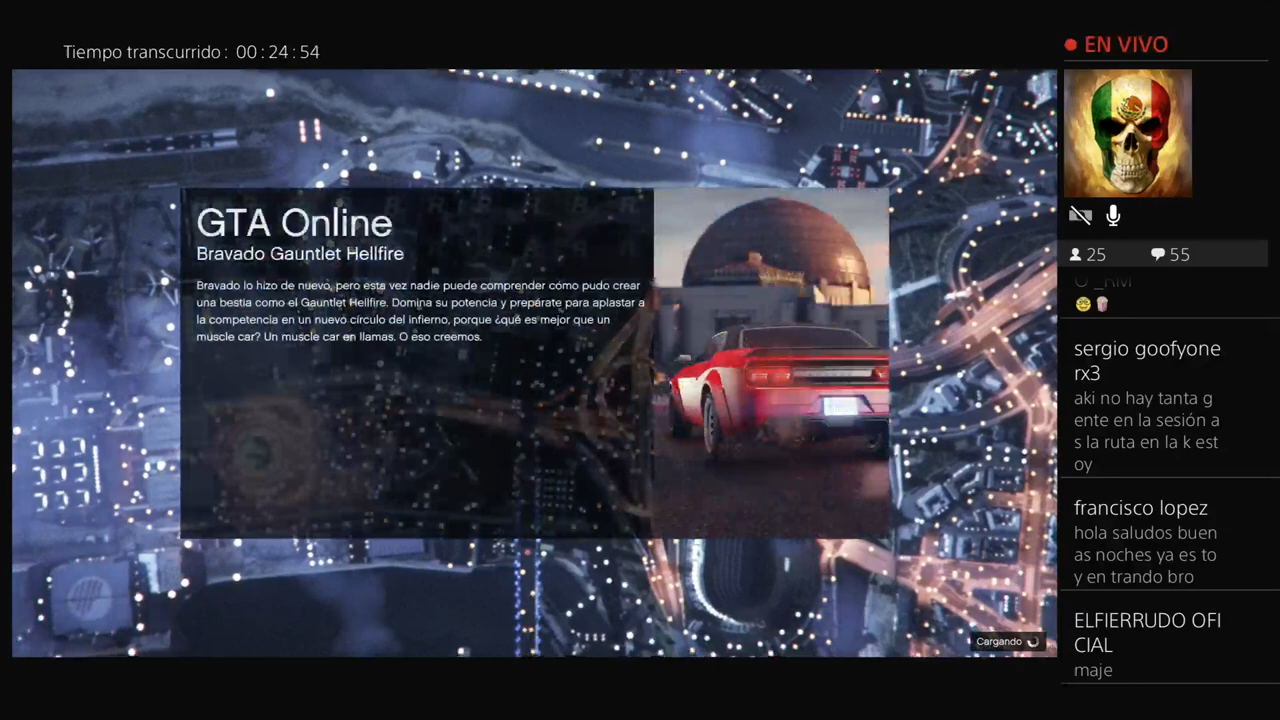 Tiempo transcurrido : 00 : 24 : 54
EN VIVO
GTA Online
Bravado Gauntlet Hellfire
Bravado lo hizo de nuevo, pero esta vez nadie puede comprender cómo pudo crear
una bestia como el Gauntlet Hellfire. Domina su potencia y prepárate para aplastar a
la competencia en un nuevo círculo del infierno, porque ¿qué es mejor que un
muscle car? Un muscle car en llamas. O eso creemos.
Cargando
25 55
sergio goofyone
rx3
aki no hay tanta g
ente en la sesión a
s la ruta en la k est
oy
francisco lopez
hola saludos buen
as noches ya es to
y en trando bro
ELFIERRUDO OFI
CIAL
maje